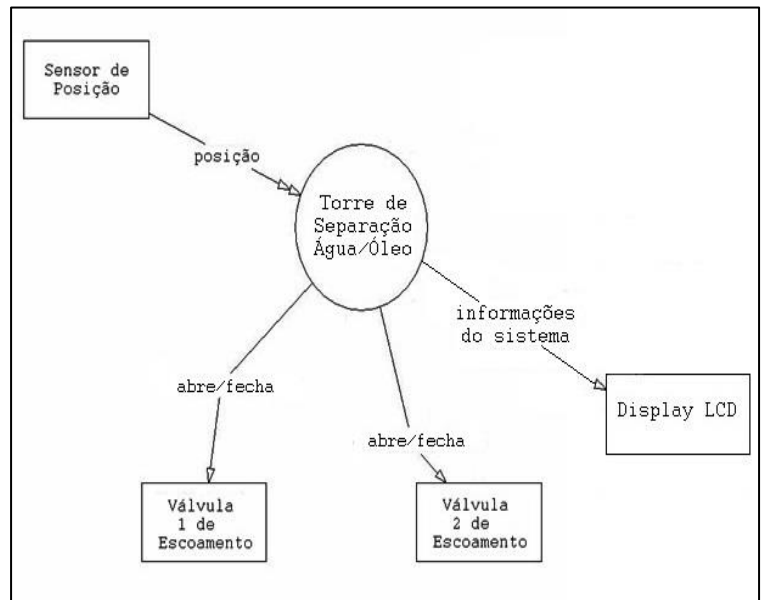 Sensor de
Posição
posição
Torre de
Separação
Água/Óleo
informações
do sistema
abre/fecha
Display LCD
abre/fecha
Válvula
1 de
Escoamento
Válvula
2 de
Escoamento